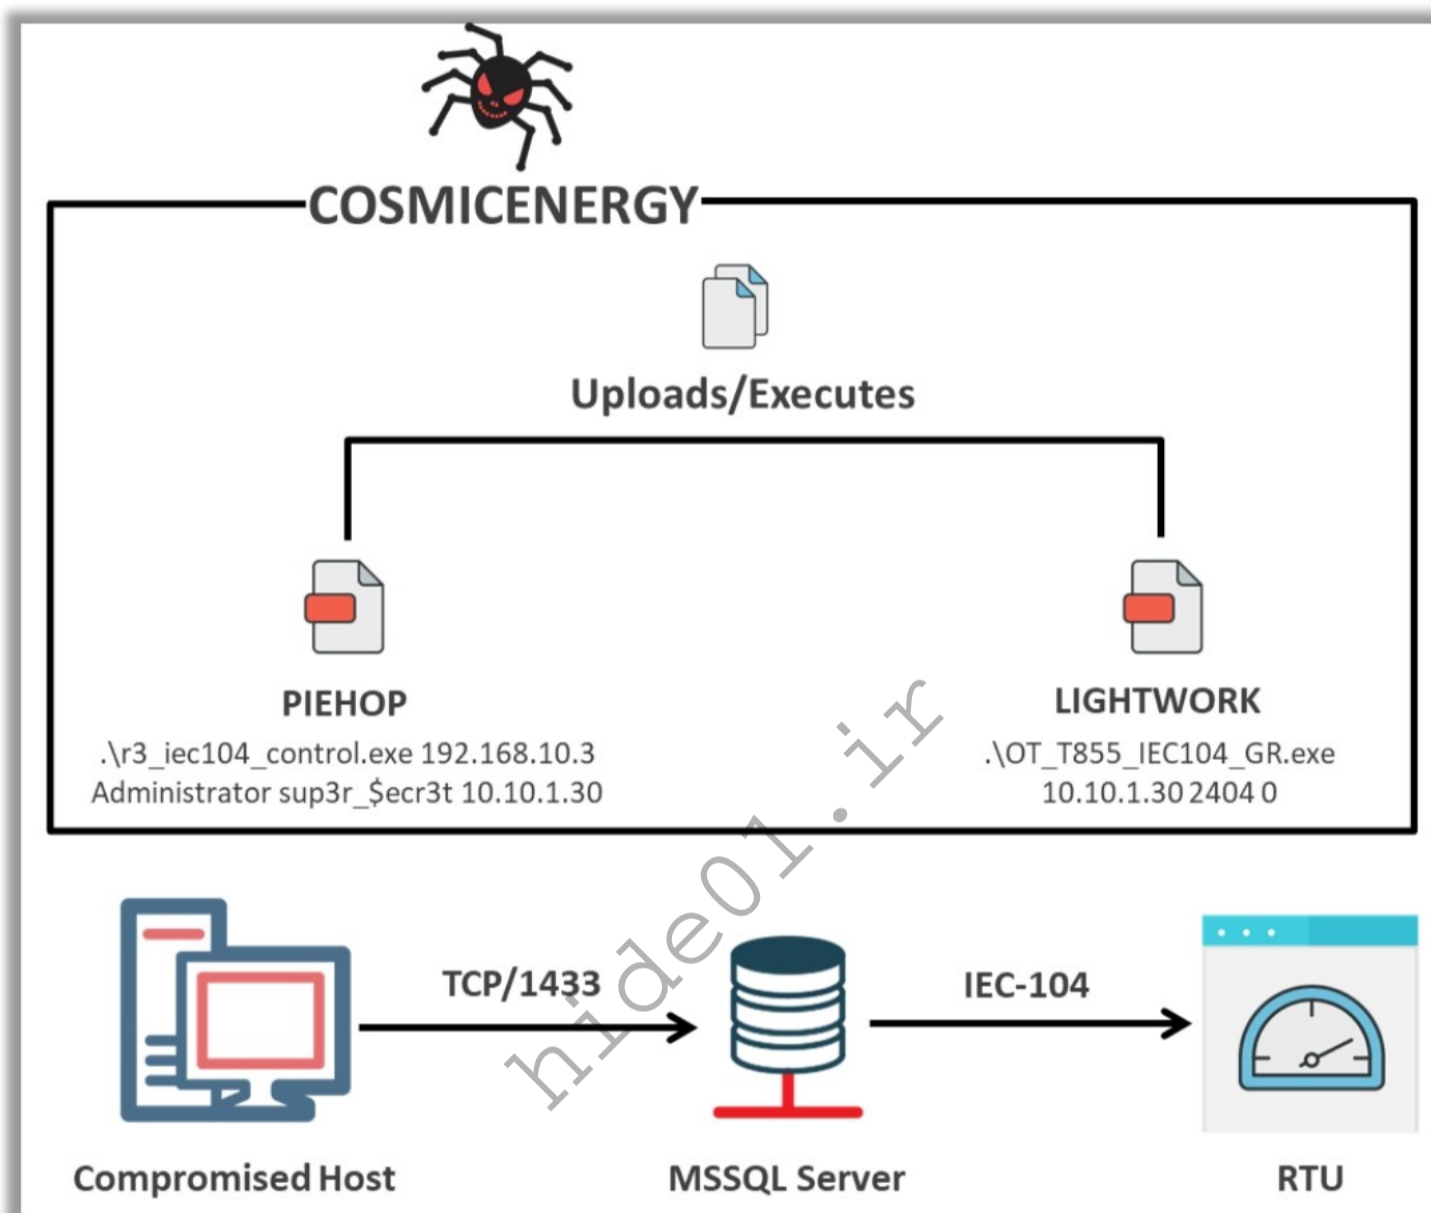 COSMICENERGY
Uploads/Executes
PIEHOP
.\r3_iec104_control.exe 192.168.10.3
Administrator sup3r_$ecr3t 10.10.1.30
LIGHTWORK
.\OT_T855_IEC104_GR.exe
10.10.1.30 2404 0
hide01.ir
TCP/1433
IEC-104
Compromised Host
MSSQL Server
RTU